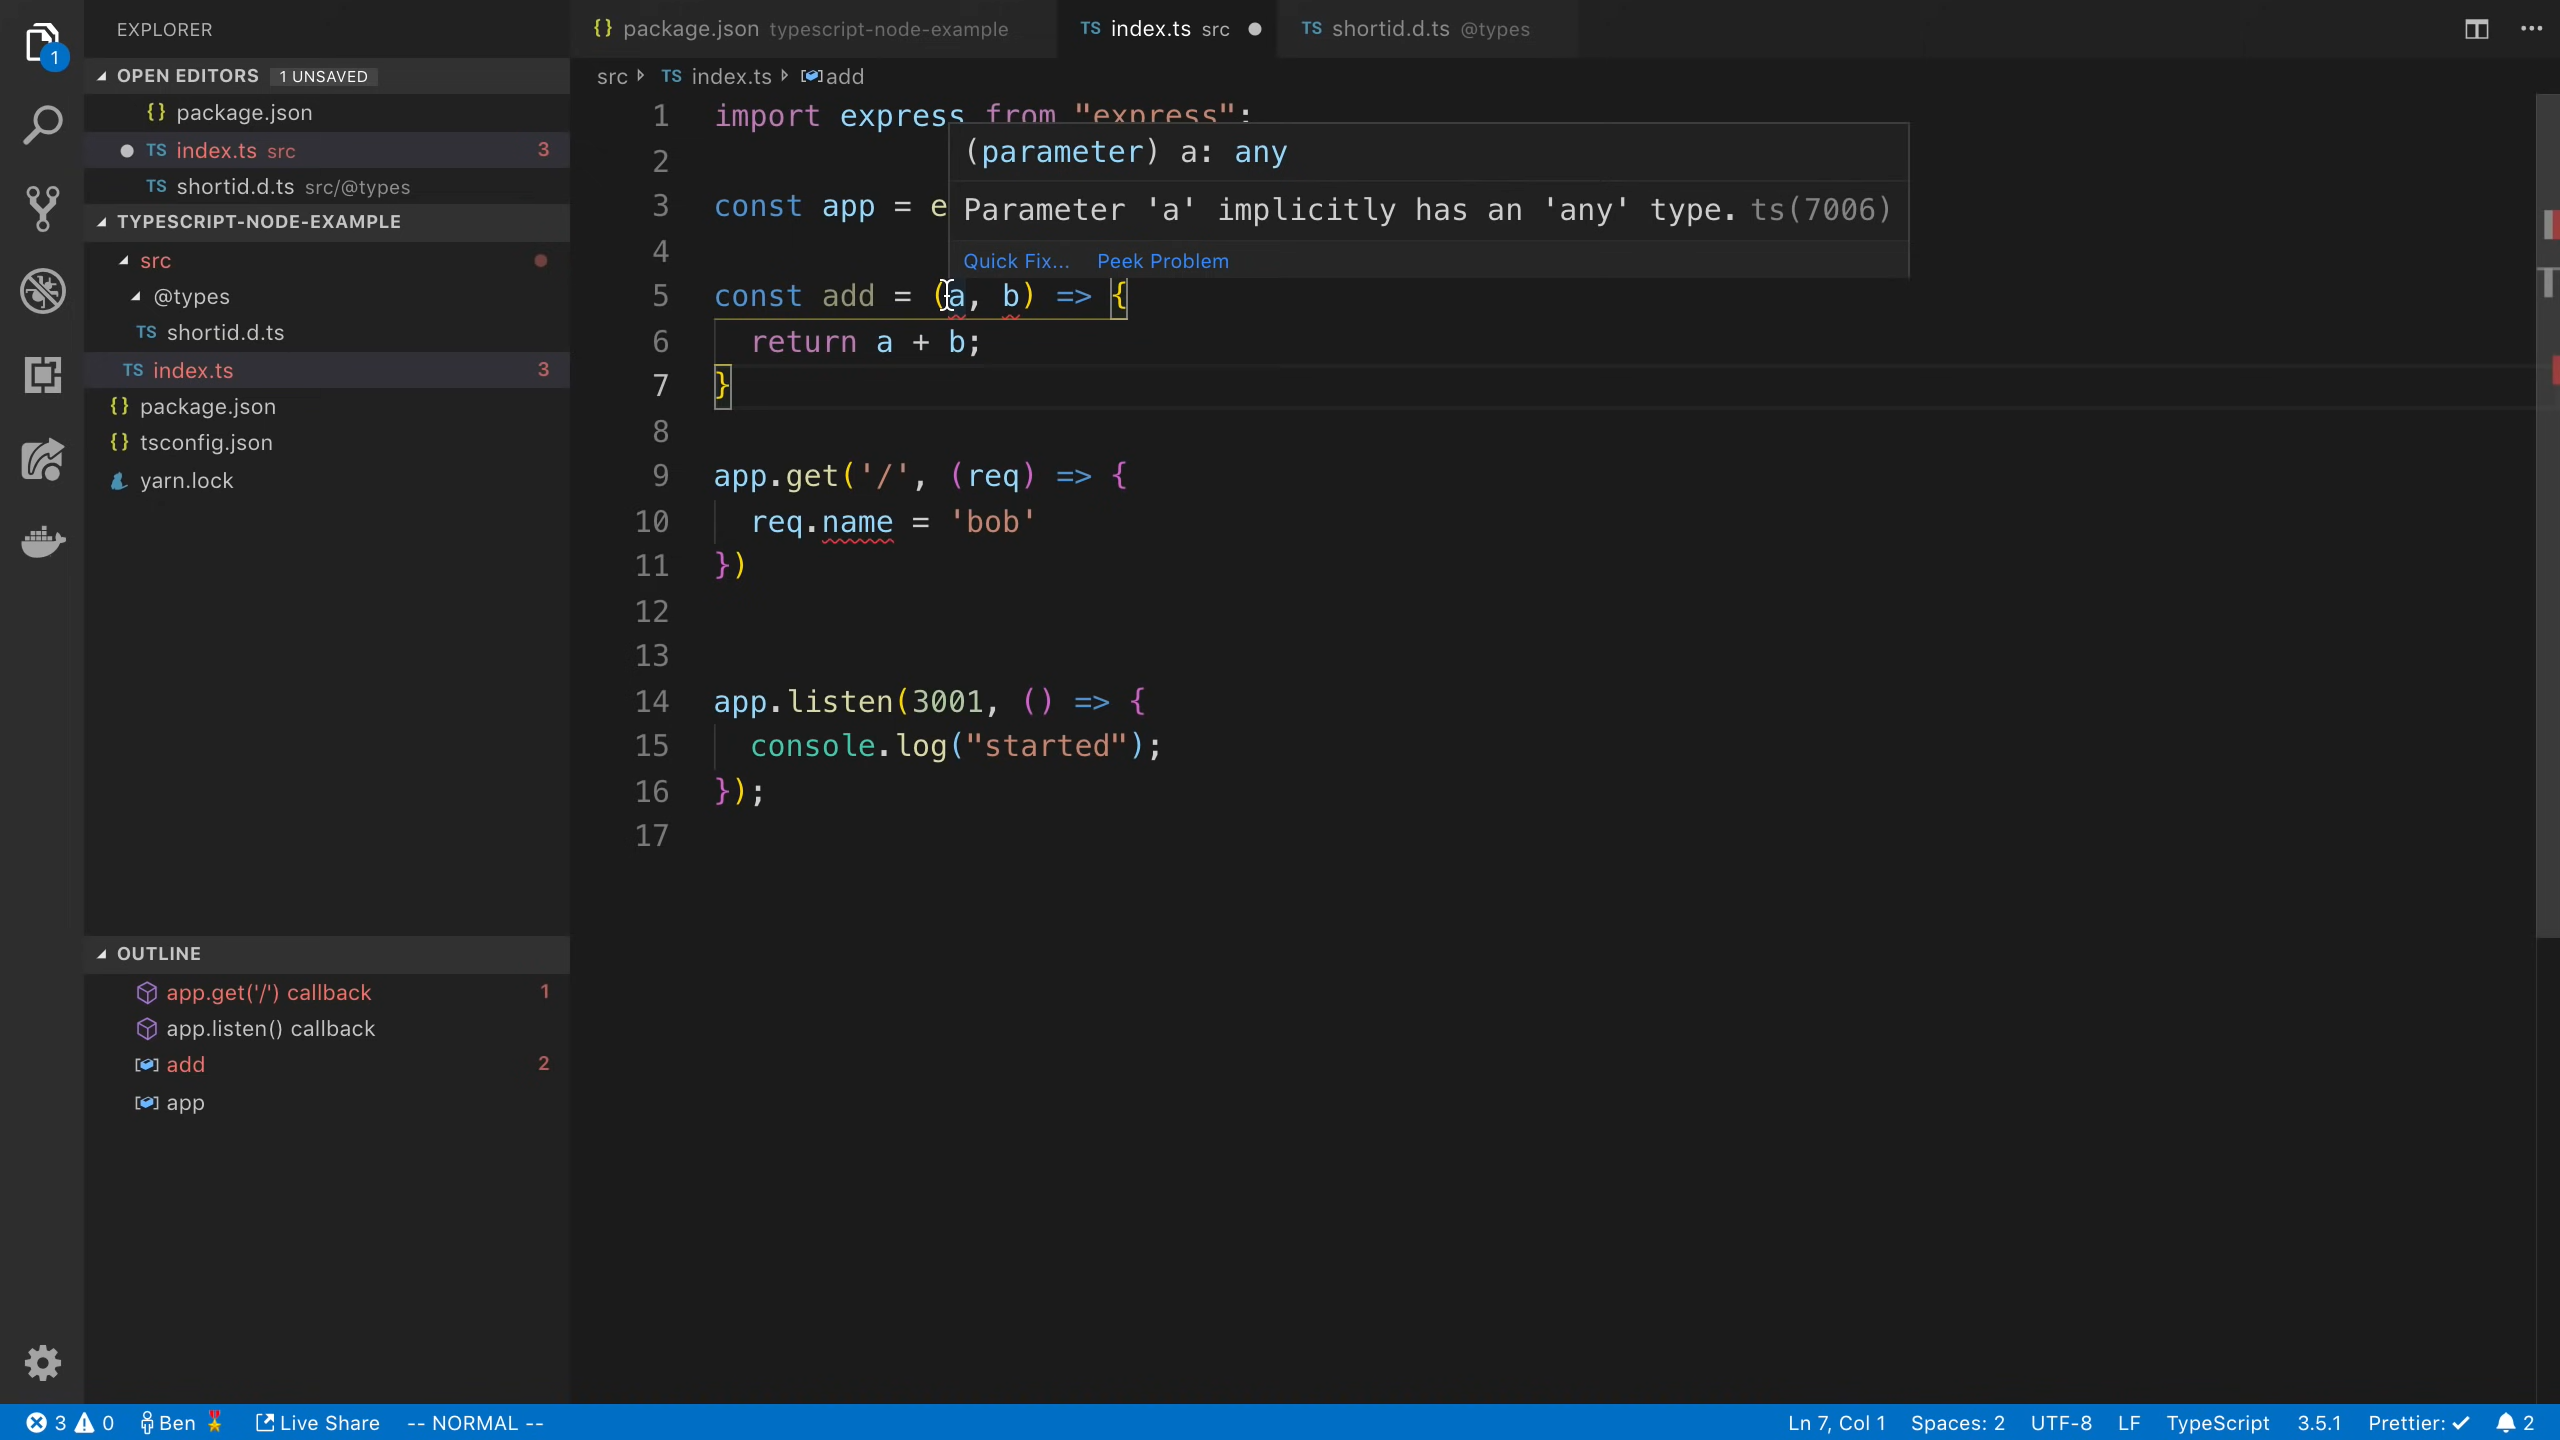 EXPLORER
OPEN EDITORS 1 UNSAVED
{} package.json
TS index.ts src 3
TS shortid.d.ts src/@types
TYPESCRIPT-NODE-EXAMPLE
src
@types
TS shortid.d.ts
TS index.ts 3
{} package.json
{} tsconfig.json
yarn.lock
OUTLINE
app.get('/') callback 1
app.listen() callback
add 2
app
{} package.json typescript-node-example
TS index.ts src
TS shortid.d.ts @types
src TS index.ts add
1 import express from "express";
2
3 const app = e
4
5 const add = (a, b) => {
6 return a + b;
7 }
8
9 app.get('/', (req) => {
10 req.name = 'bob'
11 })
12
13
14 app.listen(3001, () => {
15 console.log("started");
16 });
17
(parameter) a: any
Parameter 'a' implicitly has an 'any' type. ts(7006)
Quick Fix... Peek Problem
1
3 0 Ben Live Share -- NORMAL -- Ln 7, Col 1 Spaces: 2 UTF-8 LF TypeScript 3.5.1 Prettier: ✓ 2